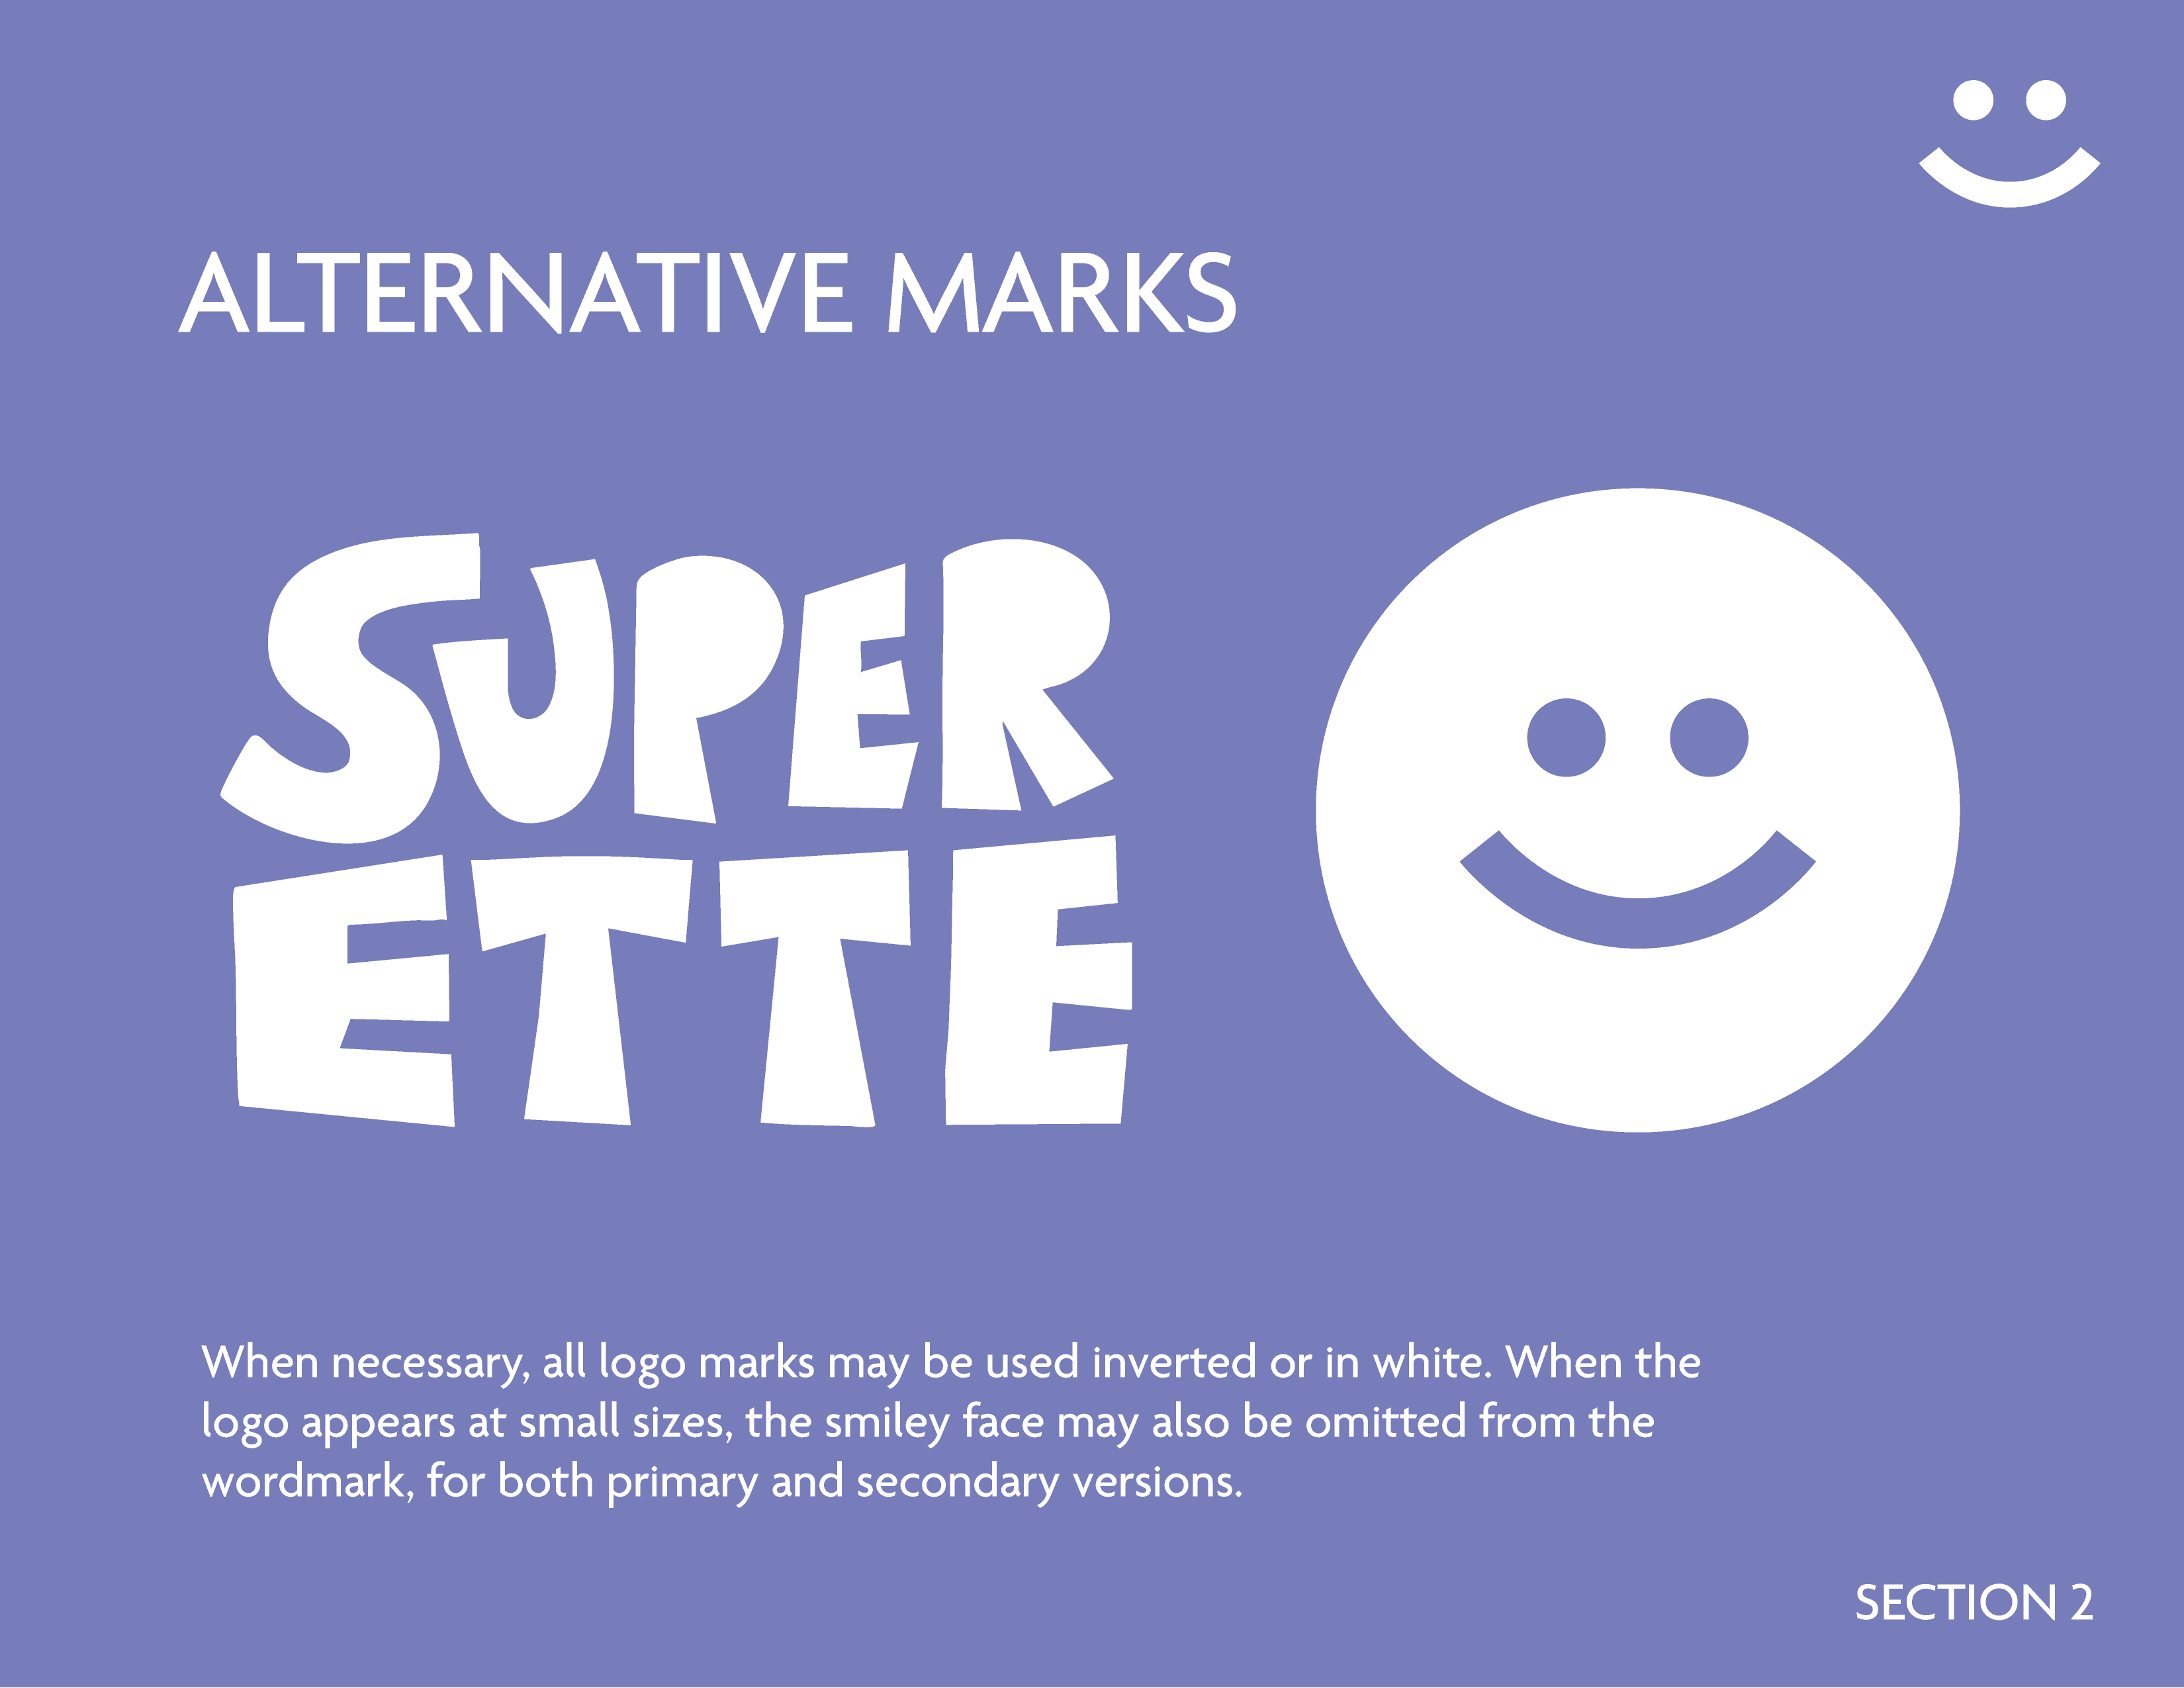 ALTERNATIVE MARKS
SUPER
ETTE
When necessary, all logo marks may be used inverted or in white. When the
logo appears at small sizes, the smiley face may also be omitted from the
wordmark, for both primary and secondary versions.
SECTION 2